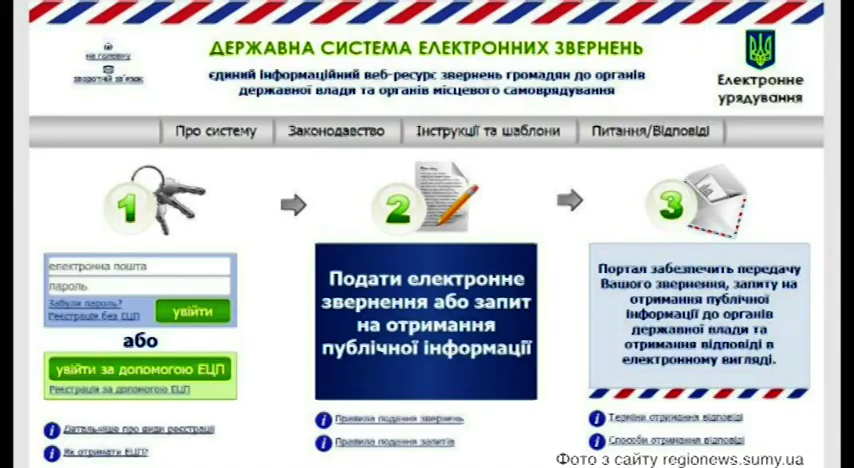 ДЕРЖАВНА СИСТЕМА ЕЛЕКТРОННИХ ЗВЕРНЕНЬ
єдиний інформаційний веб-ресурс звернень громадян до органів
державної влади та органів місцевого самоврядування
на головну
зворотній зв'язок
Електронне
урядування
Про систему
Законодавство
Інструкції та шаблони
Питання/Відповіді
1
електронна пошта
пароль
Забули пароль?
Реєстрація без ЕЦП
увійти
або
увійти за допомогою ЕЦП
Реєстрація за допомогою ЕЦП
Детальніше про види реєстрації
Як отримати ЕЦП?
2
Подати електронне
звернення або запит
на отримання
публічної інформації
Правила подання звернень
Правила подання запитів
3
Портал забезпечить передачу
Вашого звернення, запиту на
отримання публічної
інформації до органів
державної влади та
отримання відповіді в
електронному вигляді.
Терміни отримання відповіді
Способи отримання відповіді
Фото з сайту regionews.sumy.ua